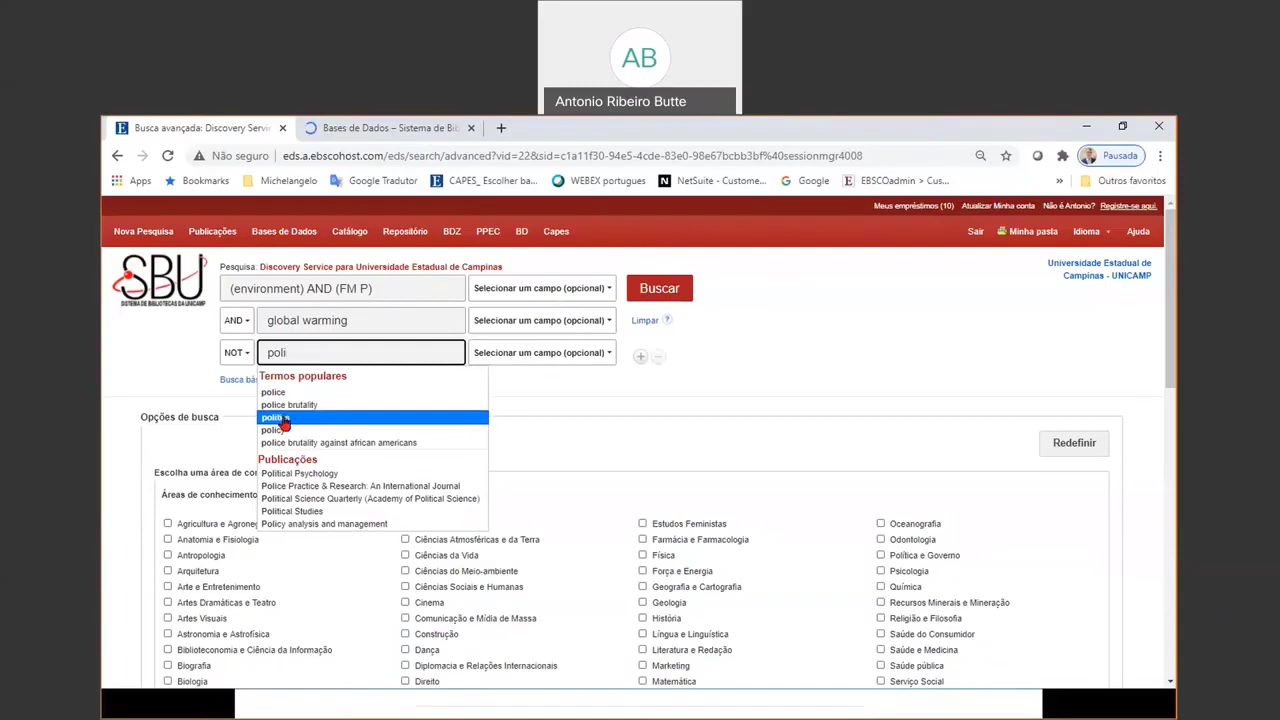 AB
Antonio Ribeiro Butte
Busca avançada: Discovery Servi
Bases de Dados – Sistema de Bib
Não seguro
eds.a.ebscohost.com/eds/search/advanced?vid=22&sid=c1a11f30-94e5-4cde-83e0-98e67bcbb3bf%40sessionmgr4008
Pausada
Apps
Bookmarks
Michelangelo
Google Tradutor
CAPES_ Escolher ba...
WEBEX portugues
NetSuite - Custome...
Google
EBSCOadmin > Cus...
»
Outros favoritos
Meus empréstimos (10)
Atualizar Minha conta
Não é Antonio?
Registre-se aqui.
Nova Pesquisa
Publicações
Bases de Dados
Catálogo
Repositório
BDZ
PPEC
BD
Capes
Sair
Minha pasta
Idioma
Ajuda
SBU
SISTEMA DE BIBLIOTECAS DA UNICAMP
Pesquisa: Discovery Service para Universidade Estadual de Campinas
Universidade Estadual de
Campinas - UNICAMP
(environment) AND (FM P)
Selecionar um campo (opcional)
Buscar
AND
global warming
Selecionar um campo (opcional)
Limpar ?
NOT
poli
Selecionar um campo (opcional)
Busca bá
Termos populares
police
police brutality
police brutality against african americans
Publicações
Political Psychology
Police Practice & Research: An International Journal
Political Science Quarterly (Academy of Political Science)
Political Studies
Policy analysis and management
Opções de busca
Redefinir
Escolha uma área de co
Áreas de conhecimento
Agricultura e Agroneg
Anatomia e Fisiologia
Antropologia
Arquitetura
Arte e Entretenimento
Artes Dramáticas e Teatro
Artes Visuais
Astronomia e Astrofísica
Biblioteconomia e Ciência da Informação
Biografia
Biologia
Ciências Atmosféricas e da Terra
Ciências da Vida
Ciências do Meio-ambiente
Ciências Sociais e Humanas
Cinema
Comunicação e Mídia de Massa
Construção
Dança
Diplomacia e Relações Internacionais
Direito
Estudos Feministas
Farmácia e Farmacologia
Física
Força e Energia
Geografia e Cartografia
Geologia
História
Língua e Linguística
Literatura e Redação
Marketing
Matemática
Oceanografia
Odontologia
Política e Governo
Psicologia
Química
Recursos Minerais e Mineração
Religião e Filosofia
Saúde do Consumidor
Saúde e Medicina
Saúde pública
Serviço Social